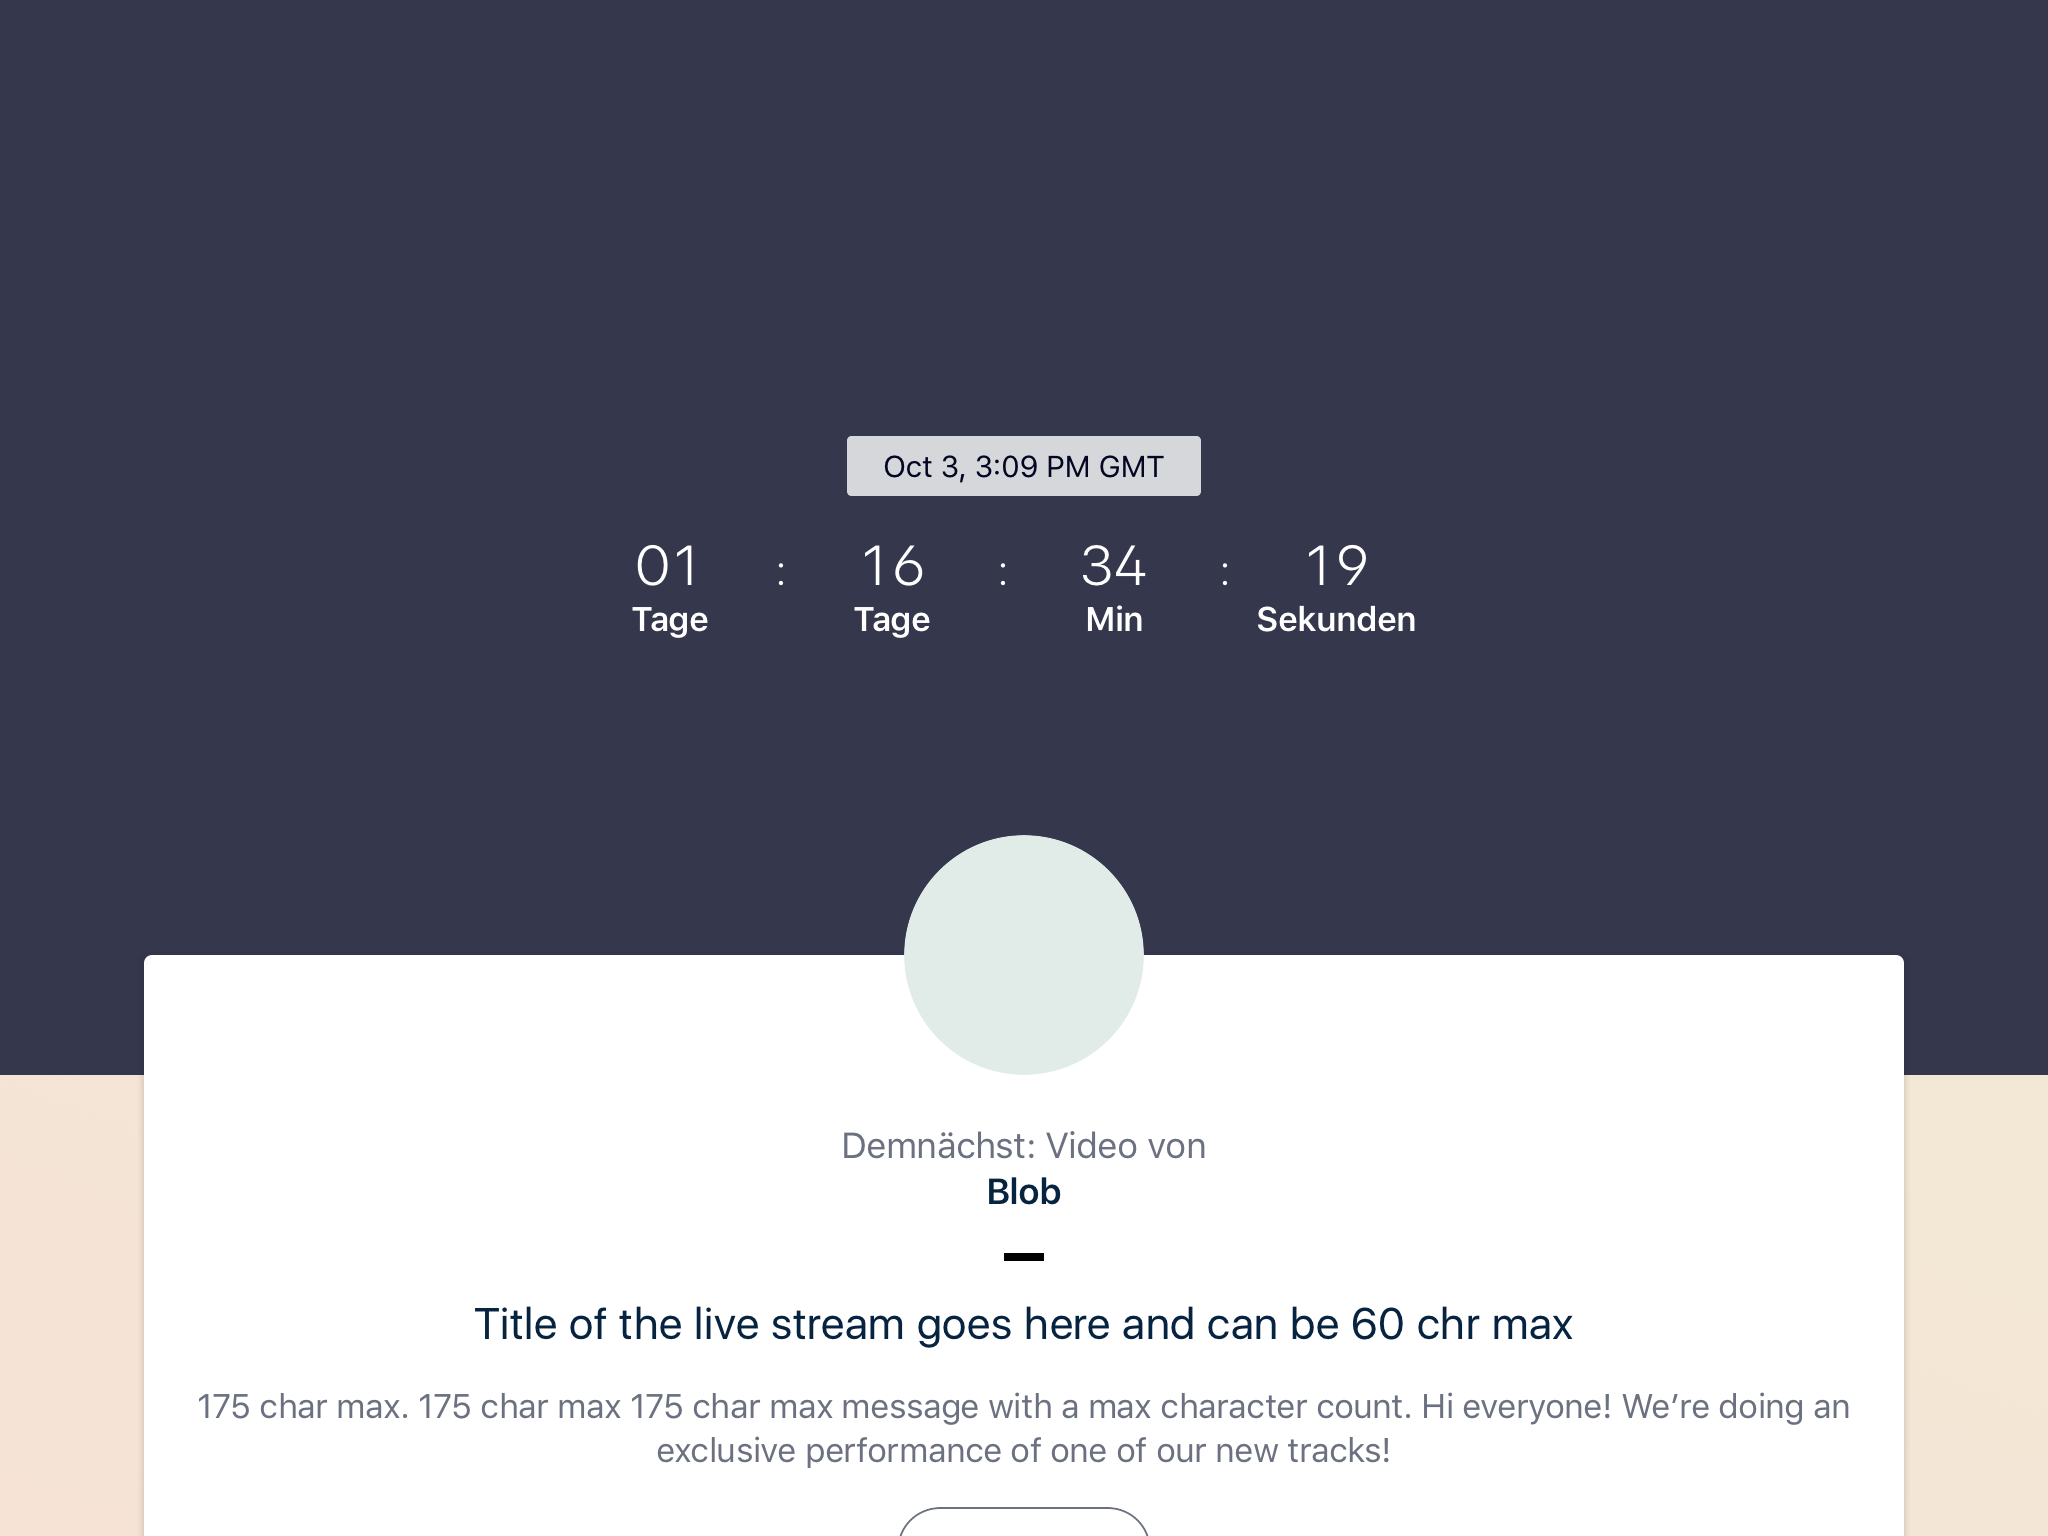 Oct 3, 3:09 PM GMT
01 : 16 : 34 : 19
Tage Tage Min Sekunden
Demnächst: Video von
Blob
Title of the live stream goes here and can be 60 chr max
175 char max. 175 char max 175 char max message with a max character count. Hi everyone! We’re doing an
exclusive performance of one of our new tracks!